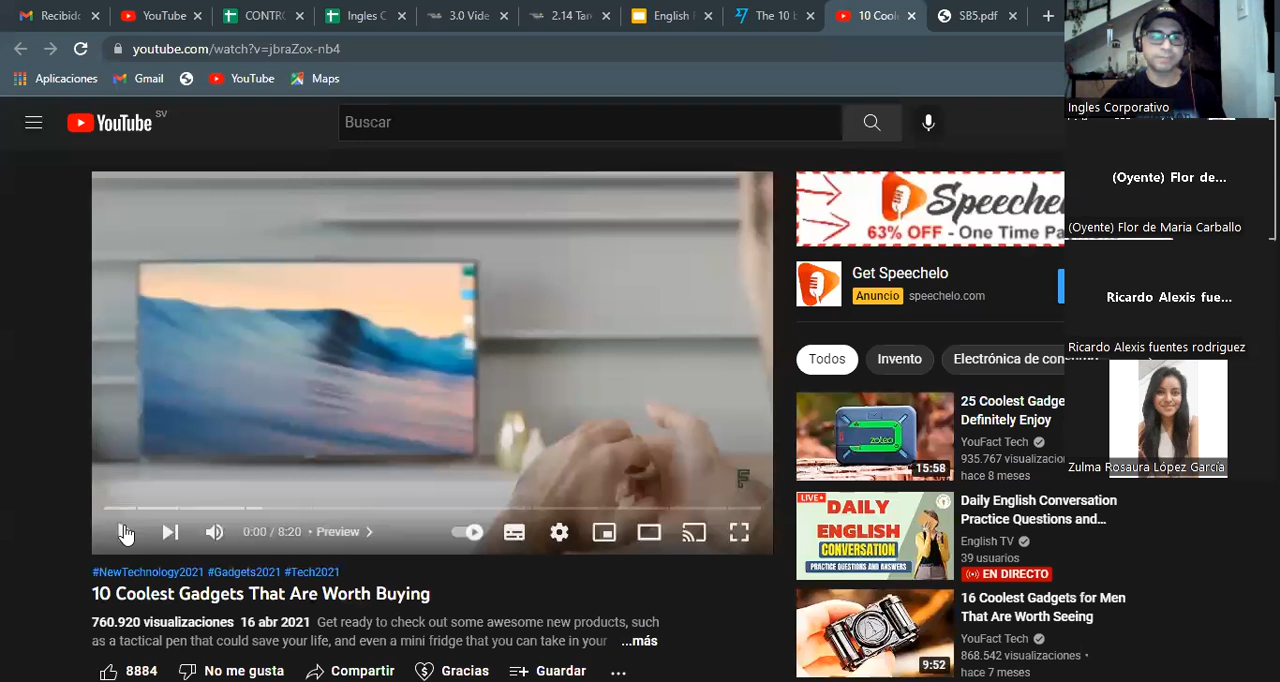 Recibido
YouTube
CONTRO
Ingles C
3.0 Vide
2.14 Tar
English
The 10 b
10 Cool
SB5.pdf
youtube.com/watch?v=jbraZox-nb4
Aplicaciones
Gmail
YouTube
Maps
YouTube SV
Buscar
Ingles Corporativo
(Oyente) Flor de...
(Oyente) Flor de Maria Carballo
Ricardo Alexis fue...
Ricardo Alexis fuentes rodriguez
Zulma Rosaura López García
0:00 / 8:20 • Preview
#NewTechnology2021 #Gadgets2021 #Tech2021
10 Coolest Gadgets That Are Worth Buying
760.920 visualizaciones 16 abr 2021 Get ready to check out some awesome new products, such
as a tactical pen that could save your life, and even a mini fridge that you can take in your ...más
8884 No me gusta Compartir Gracias Guardar
Speechelo
63% OFF - One Time Pa
Get Speechelo
Anuncio speechelo.com
Todos
Invento
Electrónica de con
zoleo
15:58
25 Coolest Gadge
Definitely Enjoy
YouFact Tech
935.767 visualizacion
hace 8 meses
LIVE
DAILY
ENGLISH
CONVERSATION
PRACTICE QUESTIONS AND ANSWERS
Daily English Conversation
Practice Questions and...
English TV
39 usuarios
EN DIRECTO
9:52
16 Coolest Gadgets for Men
That Are Worth Seeing
YouFact Tech
868.542 visualizaciones •
hace 7 meses